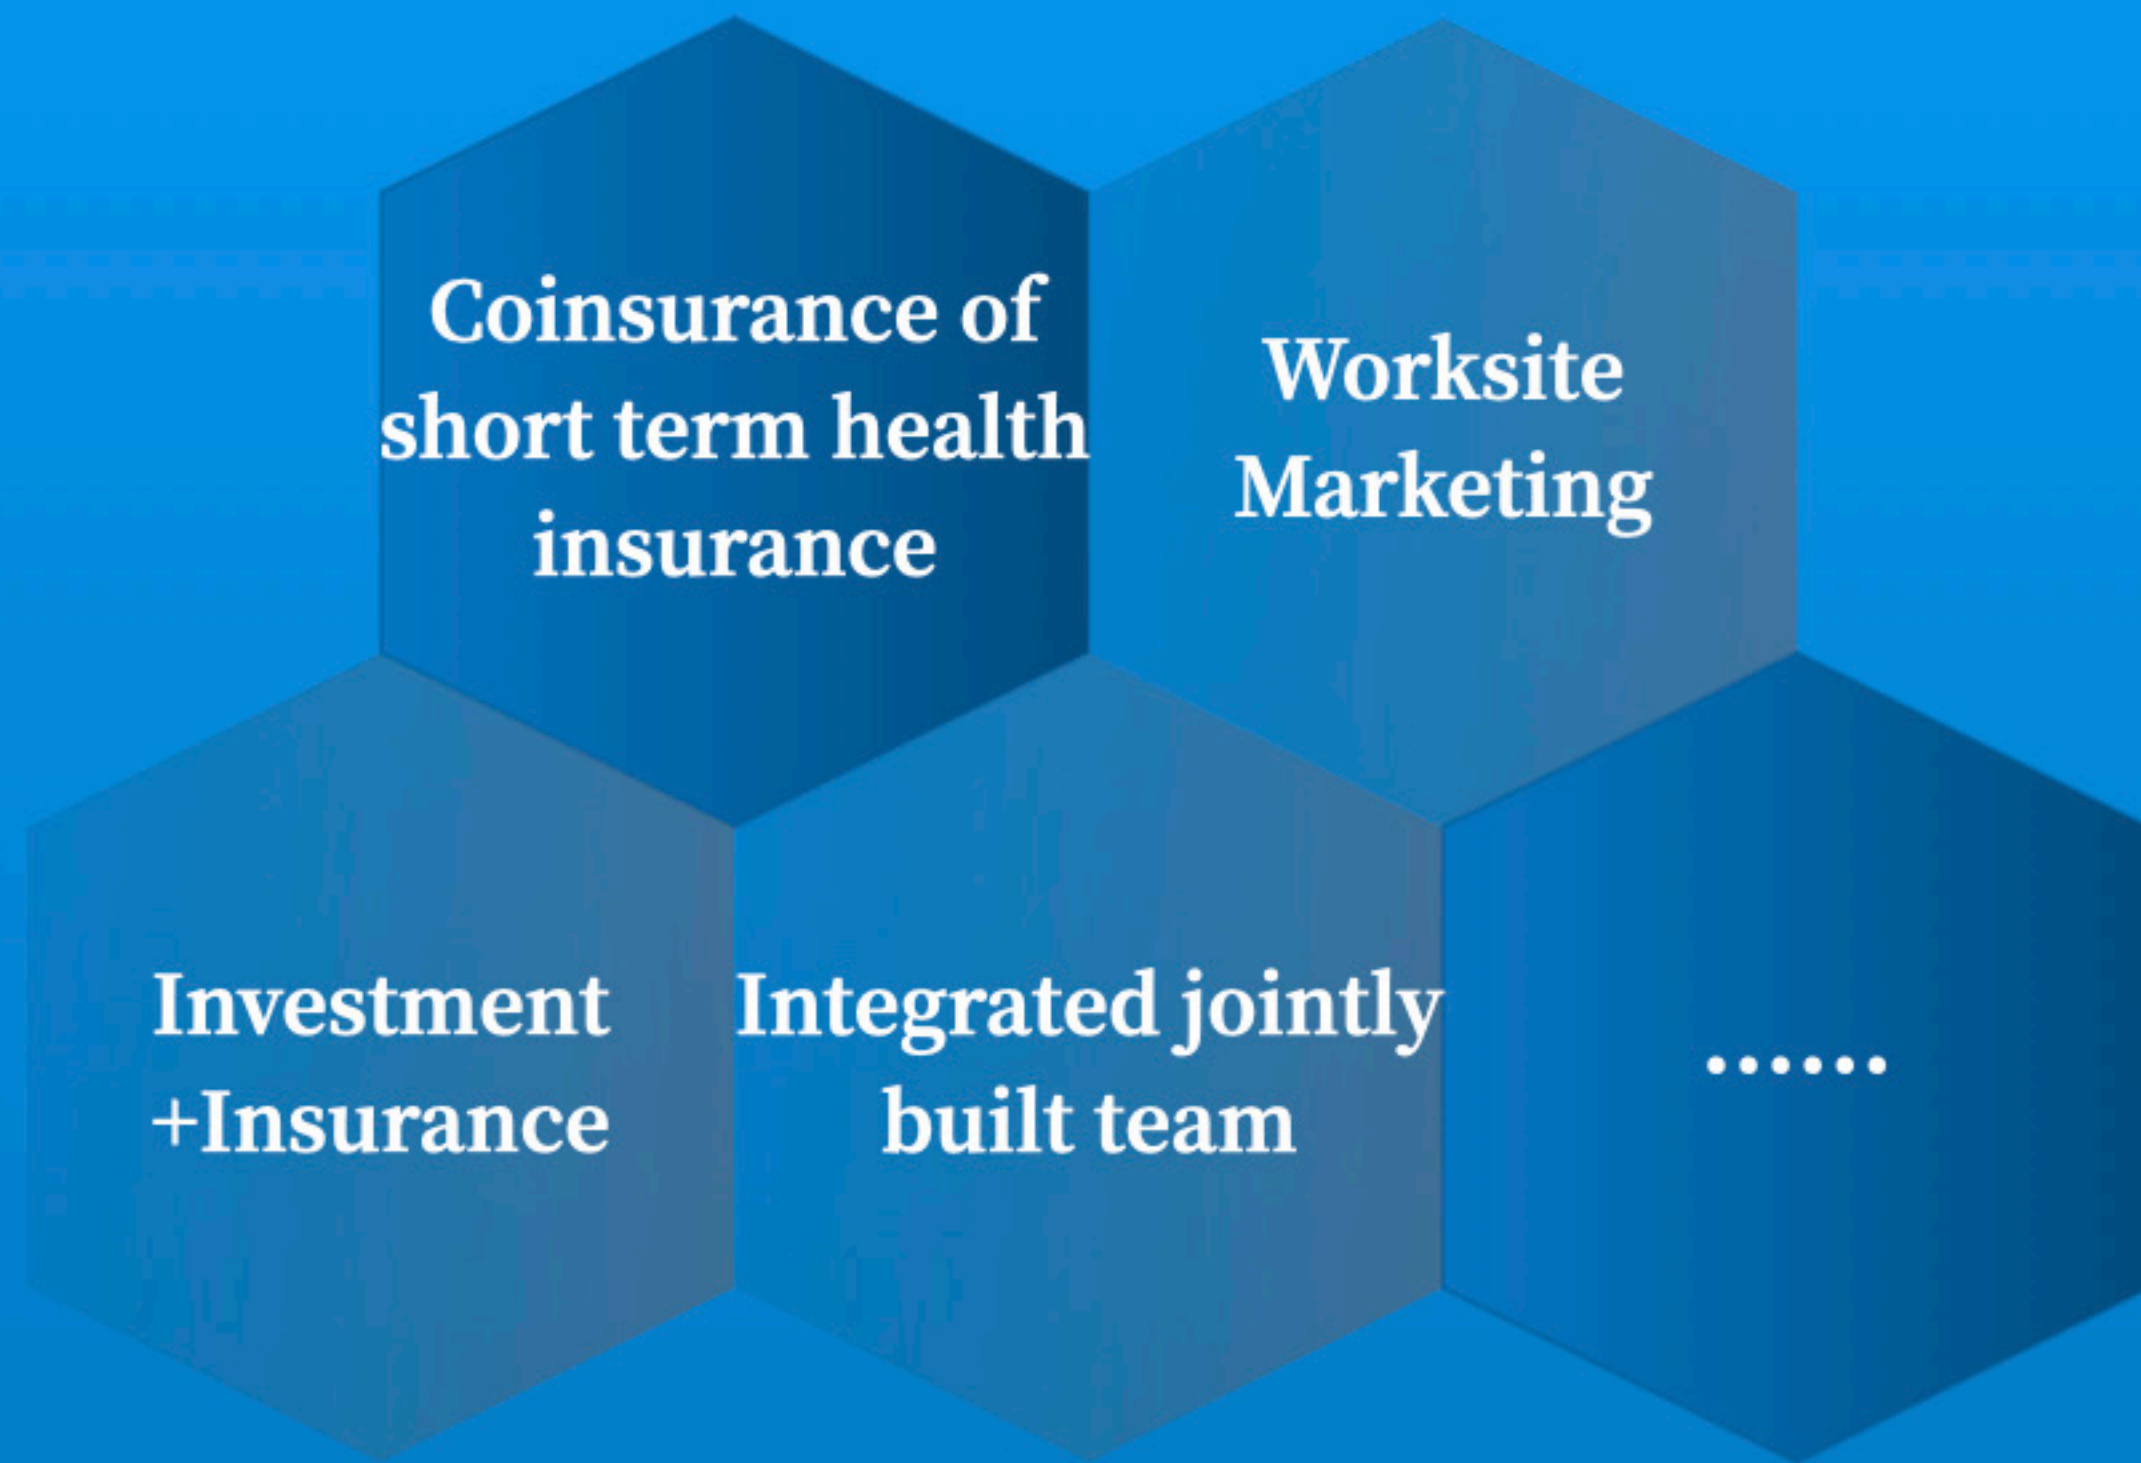 Coinsurance of
short term health
insurance
Worksite
Marketing
Investment
+Insurance
Integrated jointly
built team
······